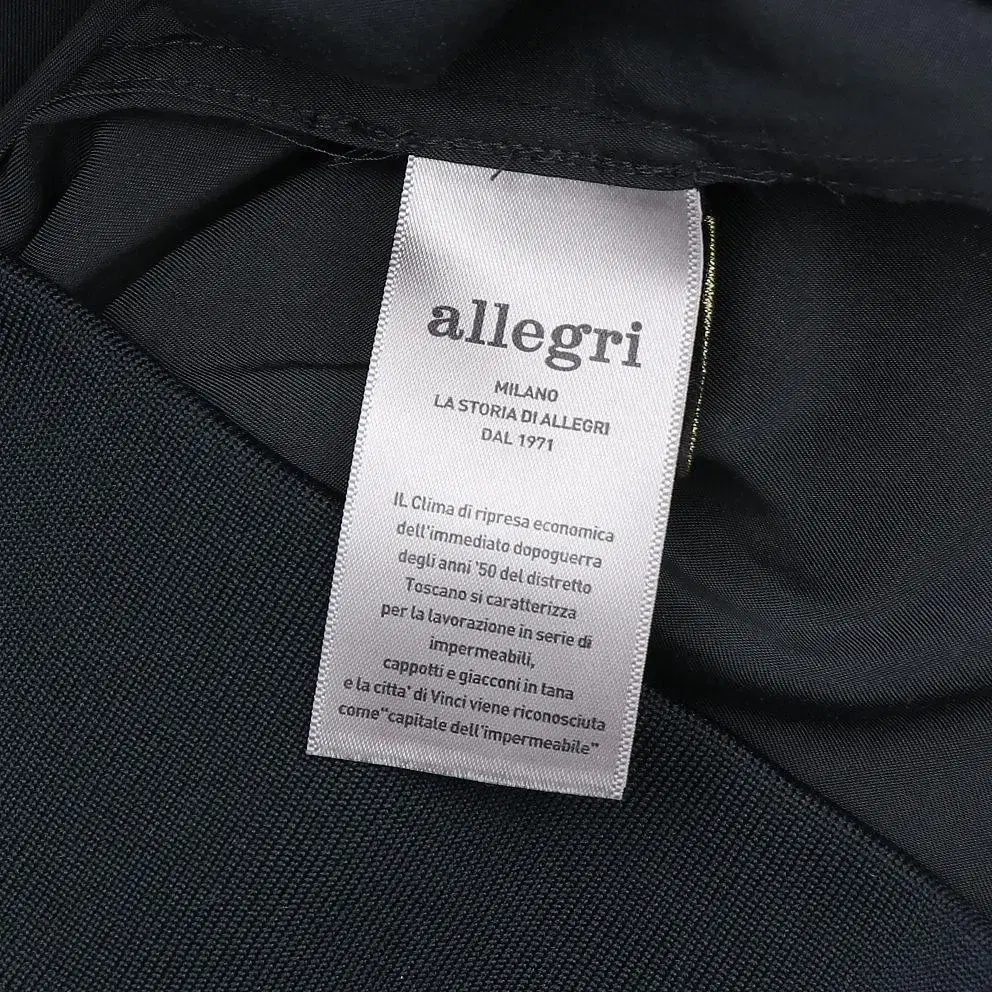 allegri
MILANO
LA STORIA DI ALLEGRI
DAL 1971
IL Clima di ripresa economica
dell'immediato dopoguerra
degli anni '50 del distretto
Toscano si caratterizza
per la lavorazione in serie di
impermeabili,
cappotti e giacconi in tana
e la citta' di Vinci viene riconosciuta
come"capitale dell'impermeabile"